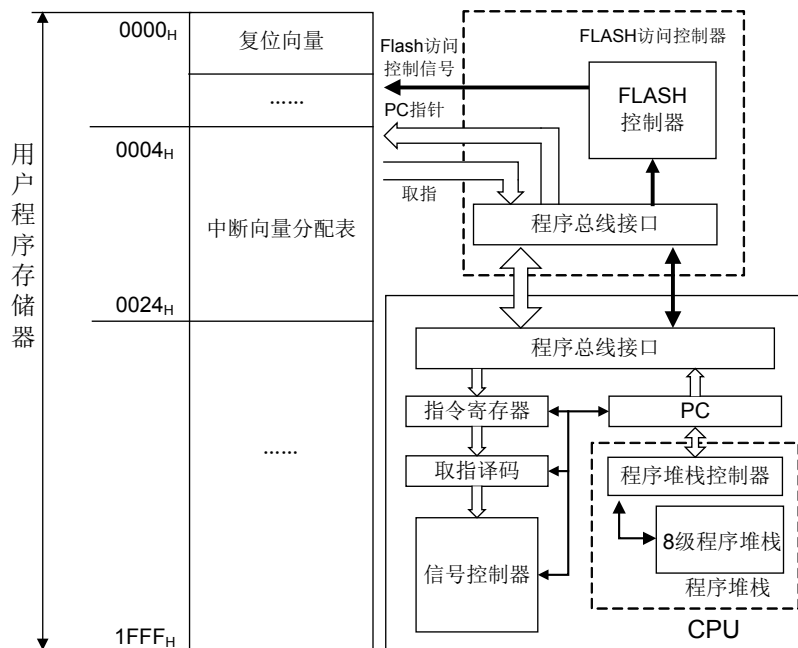 用户程序存储器
0000H
复位向量
......
0004H
中断向量分配表
0024H
......
1FFFH
Flash访问
控制信号
PC指针
取指
FLASH访问控制器
FLASH
控制器
程序总线接口
程序总线接口
指令寄存器
PC
取指译码
程序堆栈控制器
信号控制器
8级程序堆栈
程序堆栈
CPU